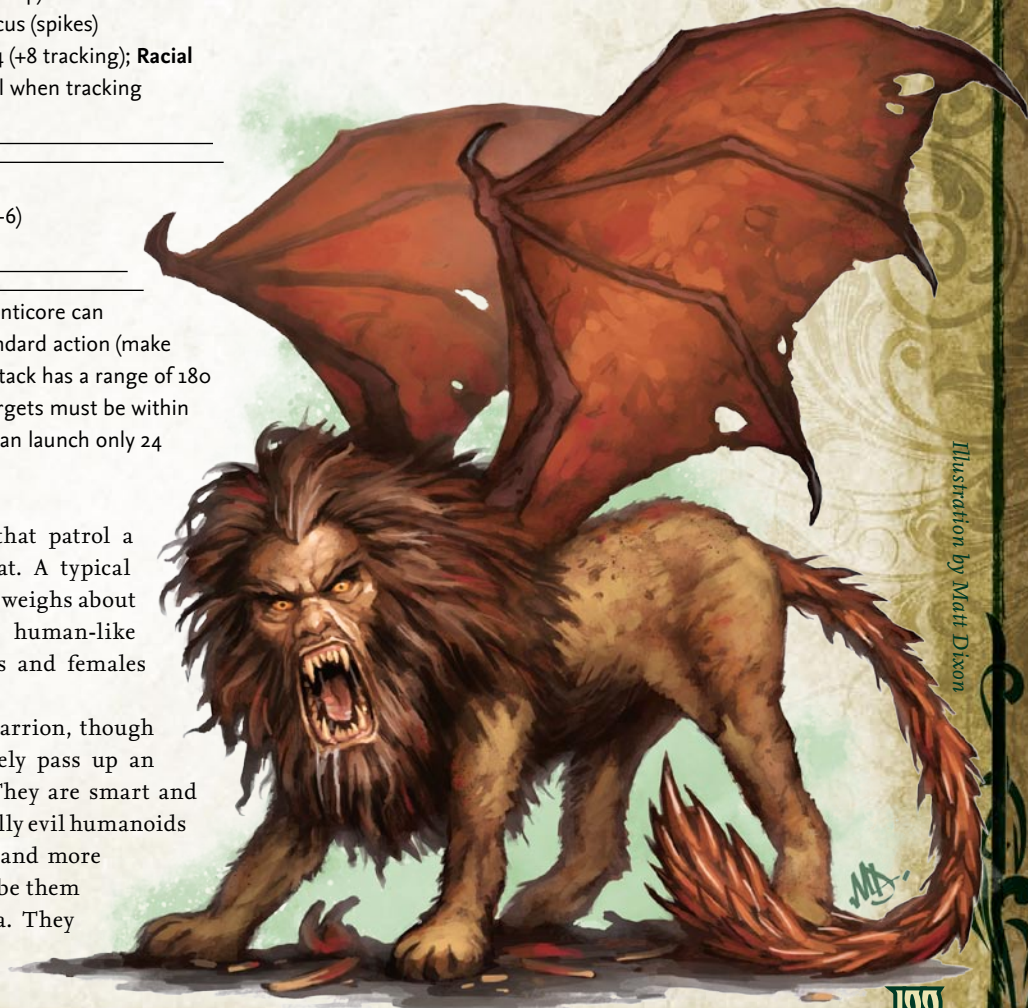 cus (spikes)
(+8 tracking); Racial
when tracking
-6)
nticore can
ndard action (make
tack has a range of 180
rgets must be within
an launch only 24
that patrol a
at. A typical
weighs about
human-like
s and females
arrion, though
ely pass up an
They are smart and
lly evil humanoids
and more
be them
a. They
Illustration by Matt Dixon
MD
199